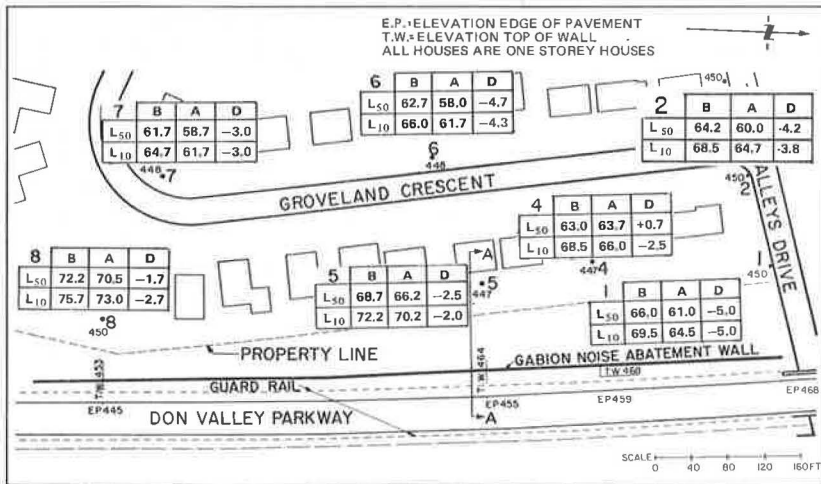 E.P.=ELEVATION EDGE OF PAVEMENT
T.W.=ELEVATION TOP OF WALL
ALL HOUSES ARE ONE STOREY HOUSES
6
B A D
L50 62.7 58.0 -4.7
L10 66.0 61.7 -4.3
7
B A D
L50 61.7 58.7 -3.0
L10 64.7 61.7 -3.0
450
2
B A D
L50 64.2 60.0 -4.2
L10 68.5 64.7 -3.8
6
448
448 7
GROVELAND CRESCENT
450
2
ALLEYS DRIVE
4
B A D
L50 63.0 63.7 +0.7
L10 68.5 66.0 -2.5
8
B A D
L50 72.2 70.5 -1.7
L10 75.7 73.0 -2.7
8
450
5
B A D
L50 68.7 66.2 -2.5
L10 72.2 70.2 -2.0
A
5
447
4
447
1
450
1
B A D
L50 66.0 61.0 -5.0
L10 69.5 64.5 -5.0
PROPERTY LINE
GABION NOISE ABATEMENT WALL
T.W.453
T.W.464
T.W.460
GUARD RAIL
EP445
EP455
EP459
EP468
DON VALLEY PARKWAY
A
SCALE
0 40 80 120 160FT